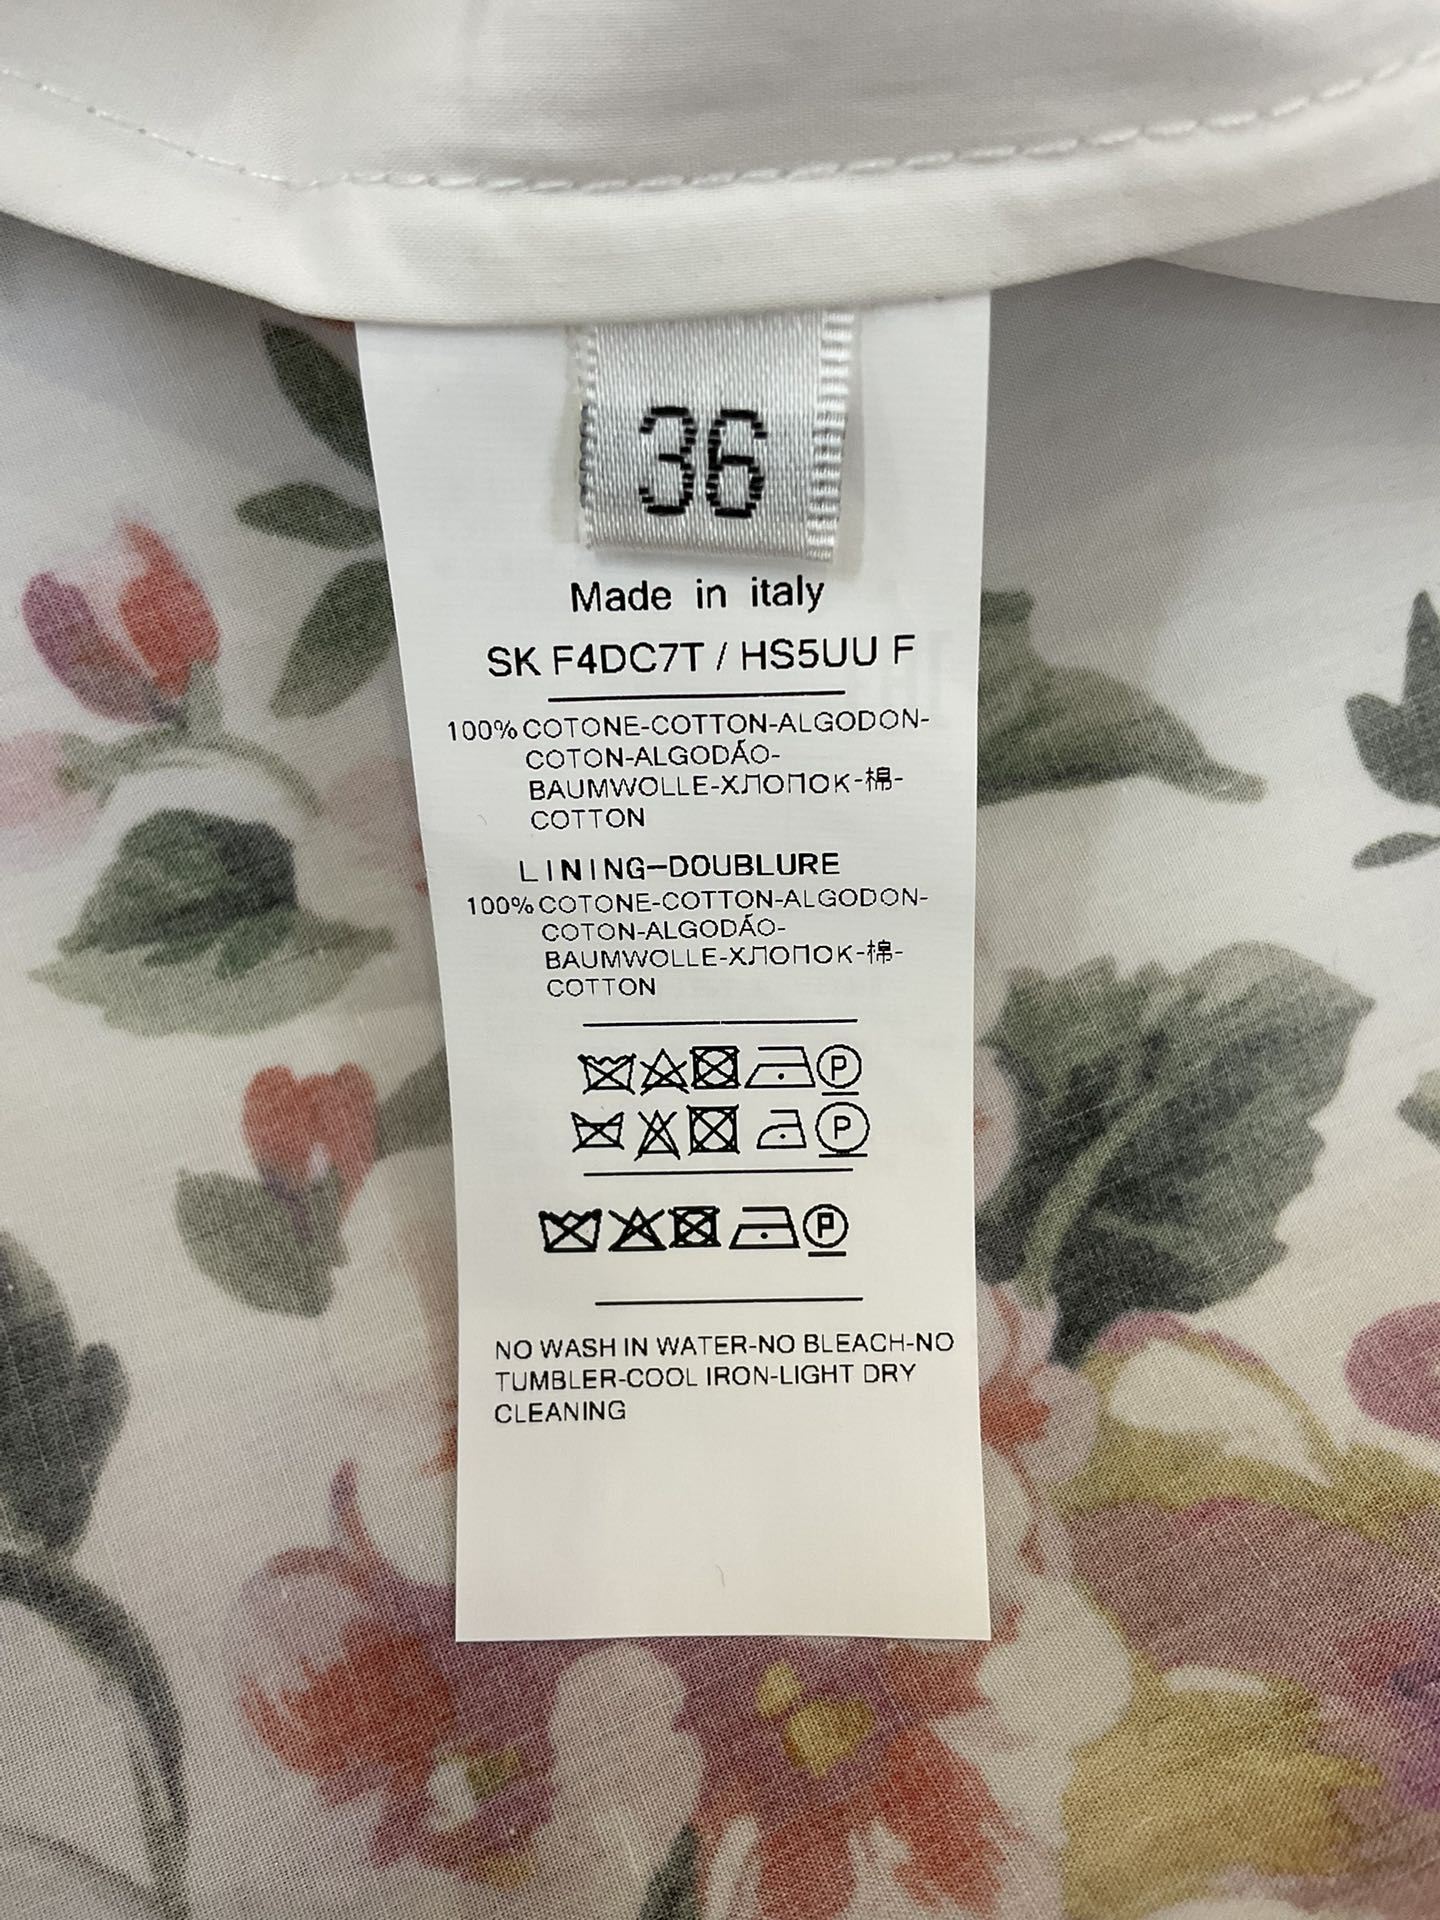 36
Made in italy
SK F4DC7T / HS5UU F
100% COTONE-COTTON-ALGODON-
COTON-ALGODÃO-
BAUMWOLLE-ХЛОПОК-棉-
COTTON
LINING-DOUBLURE
100% COTONE-COTTON-ALGODON-
COTON-ALGODÃO-
BAUMWOLLE-ХЛОПОК-棉-
COTTON
P
P
P
NO WASH IN WATER-NO BLEACH-NO
TUMBLER-COOL IRON-LIGHT DRY
CLEANING